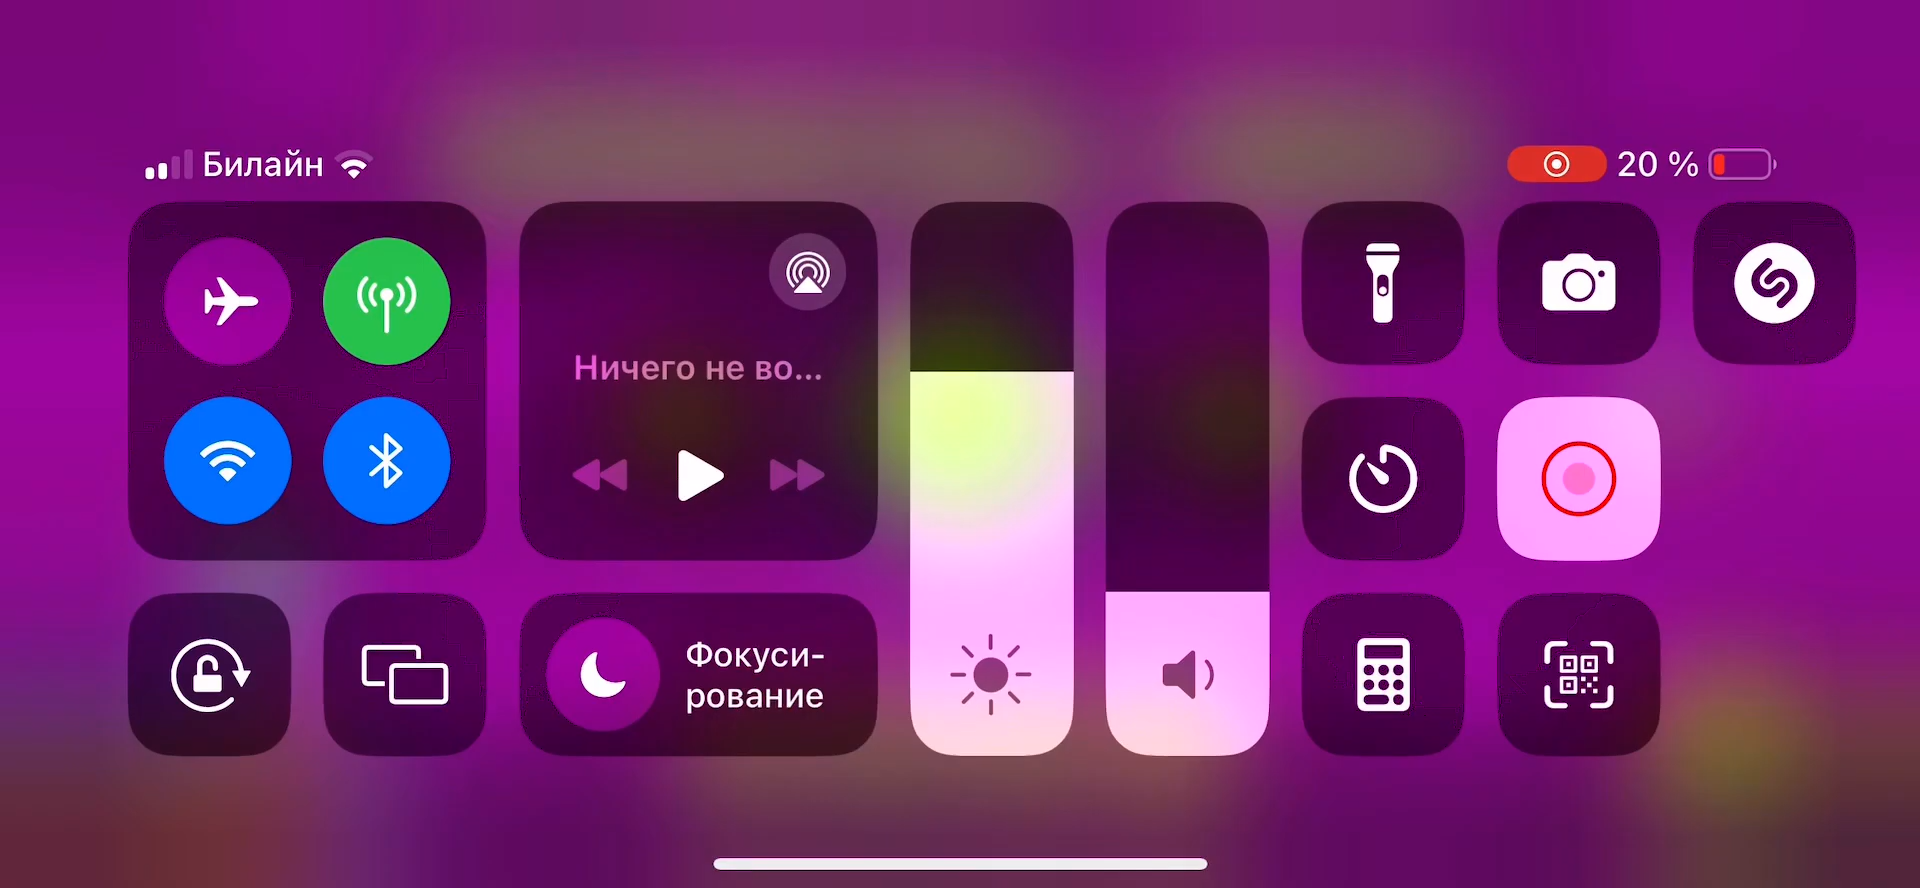 Билайн
20 %
Ничего не во...
Фокуси-
рование